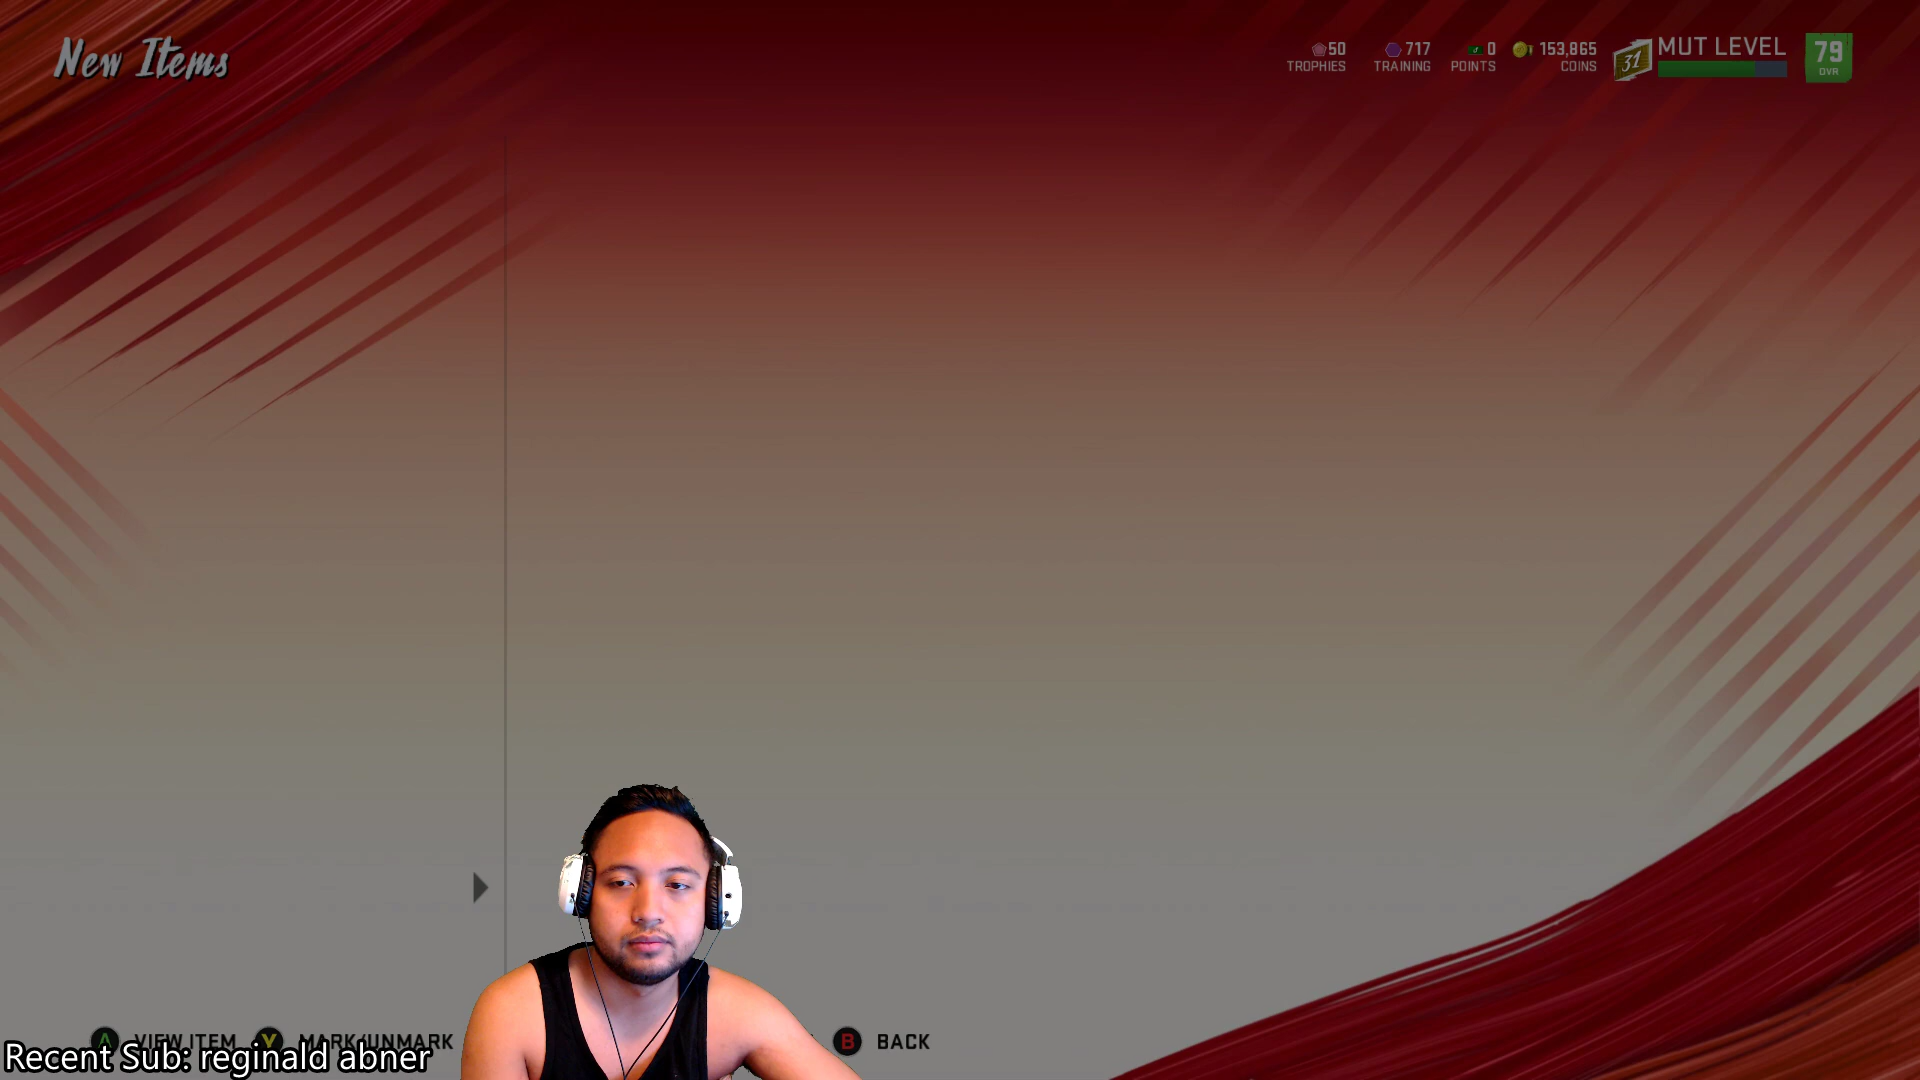 New Items
50
TROPHIES
717
TRAINING
0
POINTS
153,865
COINS
31
MUT LEVEL
79
OVR
A VIEW ITEM Y MARK/UNMARK B BACK
Recent Sub: reginald abner